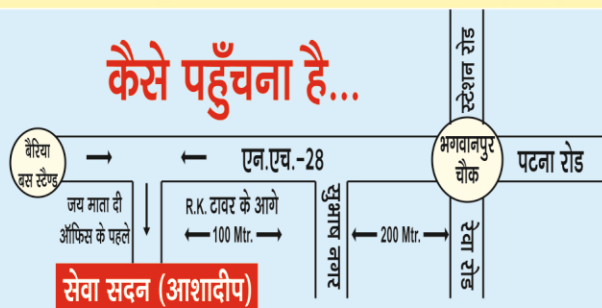 कैसे पहुँचना है...
स्टेशन रोड
बैरिया
बस स्टैण्ड
एन.एच.-28
भगवानपुर
चौक
पटना रोड
जय माता दी
ऑफिस के पहले
R.K. टावर के आगे
100 Mtr.
सुभाष नगर
200 Mtr.
रेवा रोड
सेवा सदन (आशादीप)